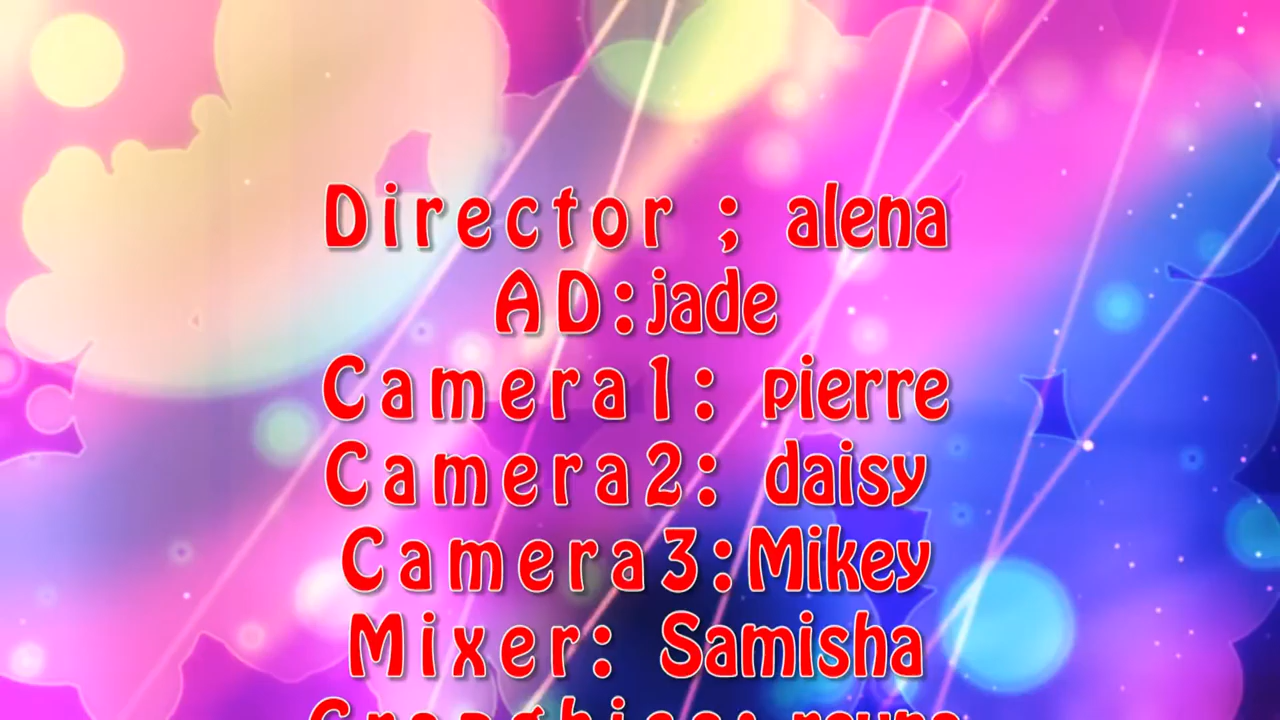 Director ; alena
AD:jade
Camera1: pierre
Camera2: daisy
Camera3:Mikey
Mixer: Samisha